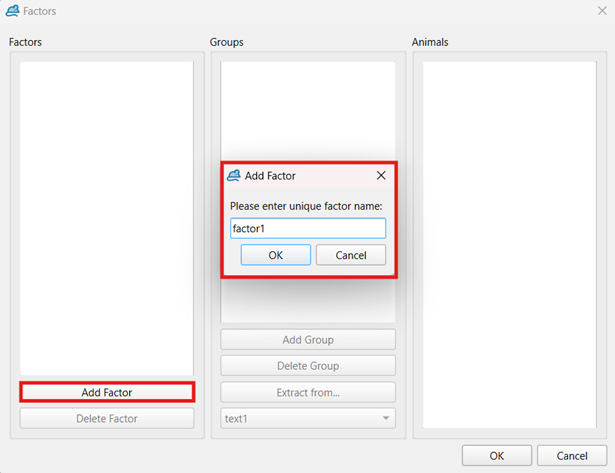 Factors
Factors
Groups
Animals
Add Factor
Please enter unique factor name:
factor1
OK
Cancel
Add Group
Delete Group
Add Factor
Extract from...
Delete Factor
text1
OK
Cancel